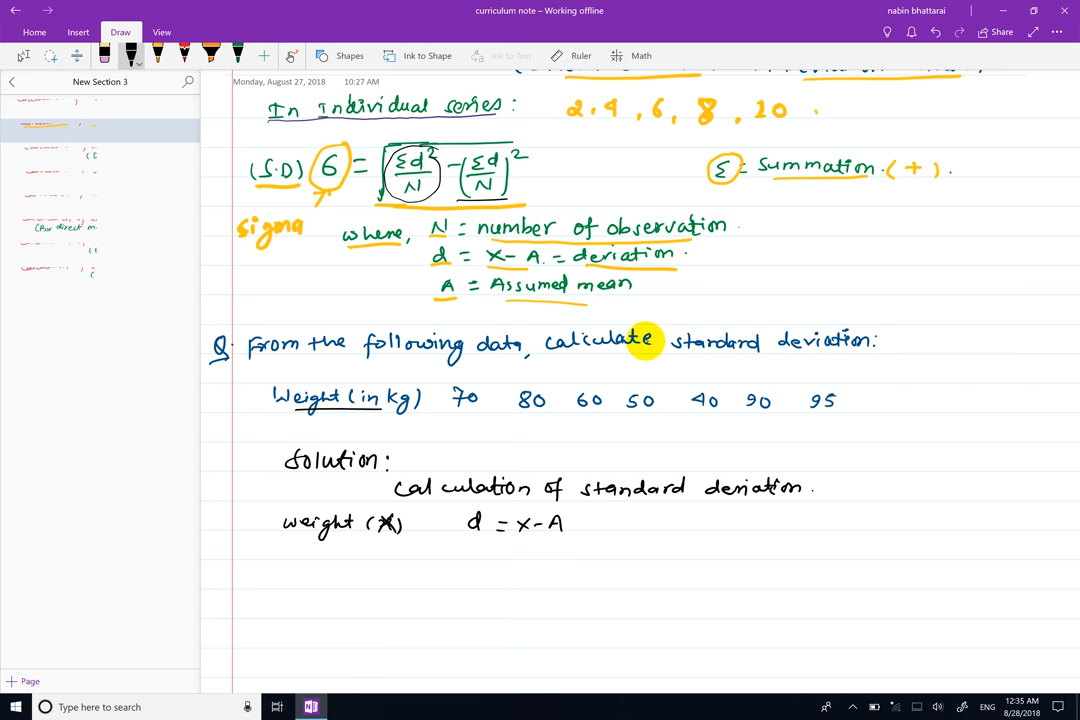 curriculum note – Working offline
nabin bhattarai
Home Insert Draw View
Share
Shapes Ink to Shape Ink to Text Ruler Math
New Section 3
Monday, August 27, 2018 10:27 AM
In Individual series: 2, 4, 6, 8, 10.
(S.D) σ = √(Σd²/N − (Σd/N)²)
Σ = Summation (+).
sigma
where, N = number of observation.
d = X − A. = deviation.
A = Assumed mean
Q. From the following data, calculate standard deviation:
Weight (in kg) 70 80 60 50 40 90 95
Solution:
Calculation of standard deviation.
weight (X) d = X − A
Page
Type here to search
ENG
12:35 AM
8/28/2018